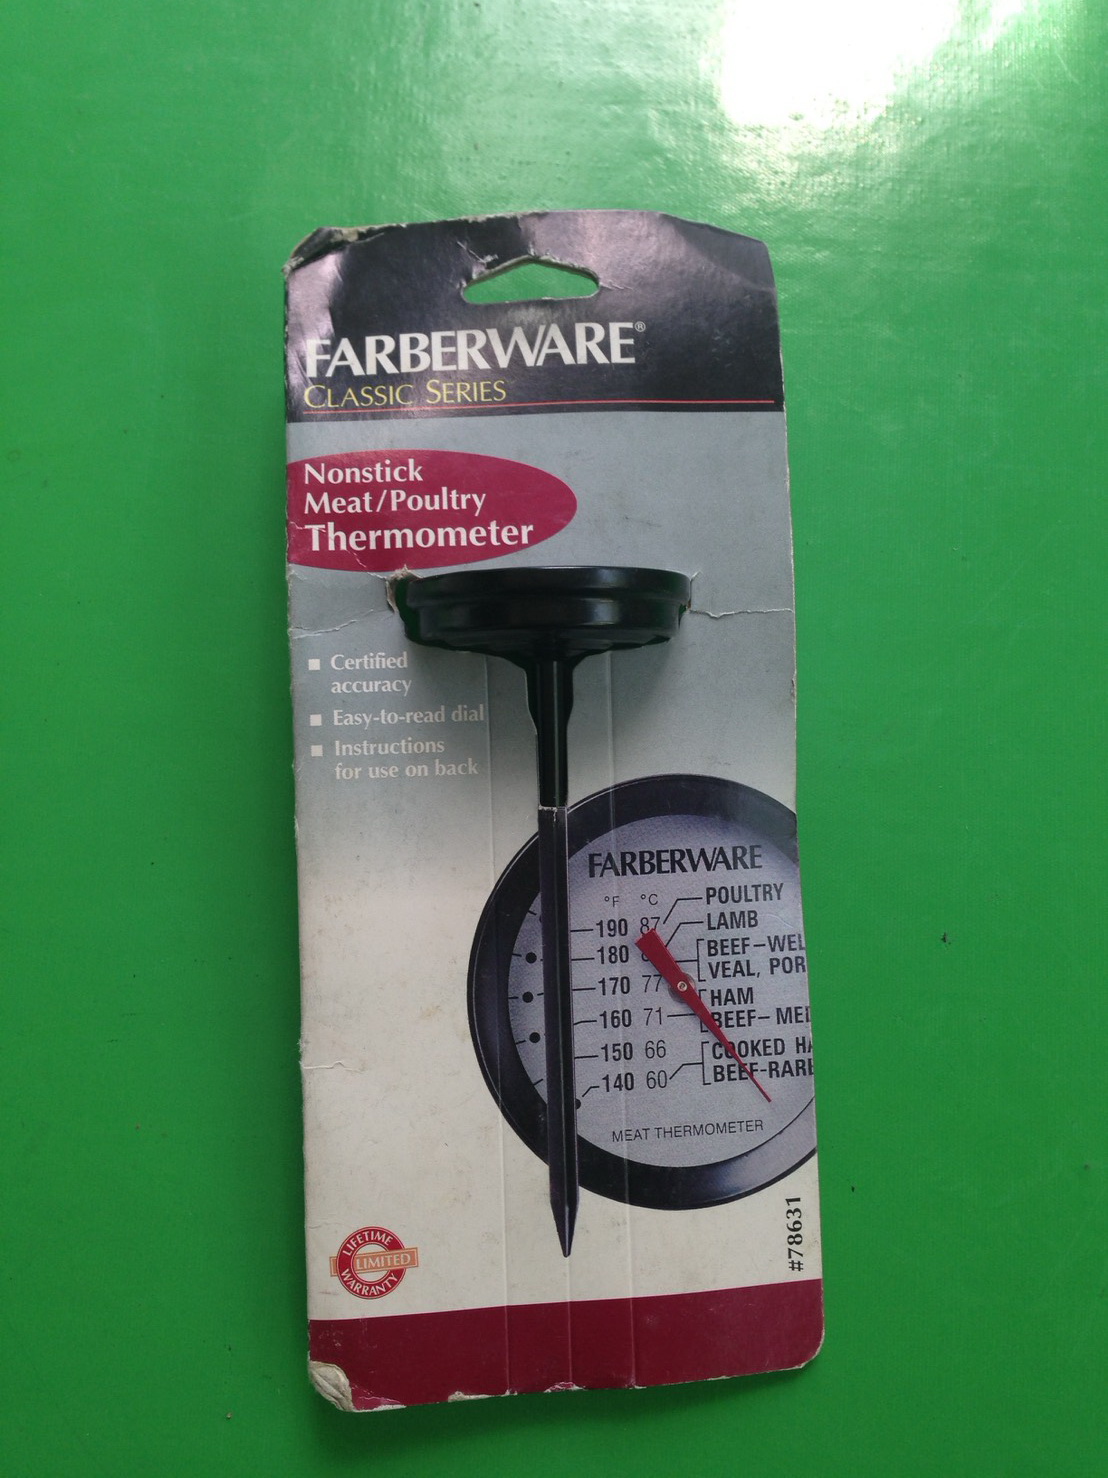 FARBERWARE®
CLASSIC SERIES
Nonstick
Meat/Poultry
Thermometer
Certified
accuracy
Easy-to-read dial
Instructions
for use on back
FARBERWARE
°F °C
190 87 POULTRY
LAMB
180
BEEF-WEL
VEAL, POR
170 77
HAM
160 71
BEEF-MED
150 66
COOKED HA
140 60
BEEF-RARE
MEAT THERMOMETER
#78631
LIFETIME
LIMITED
WARRANTY